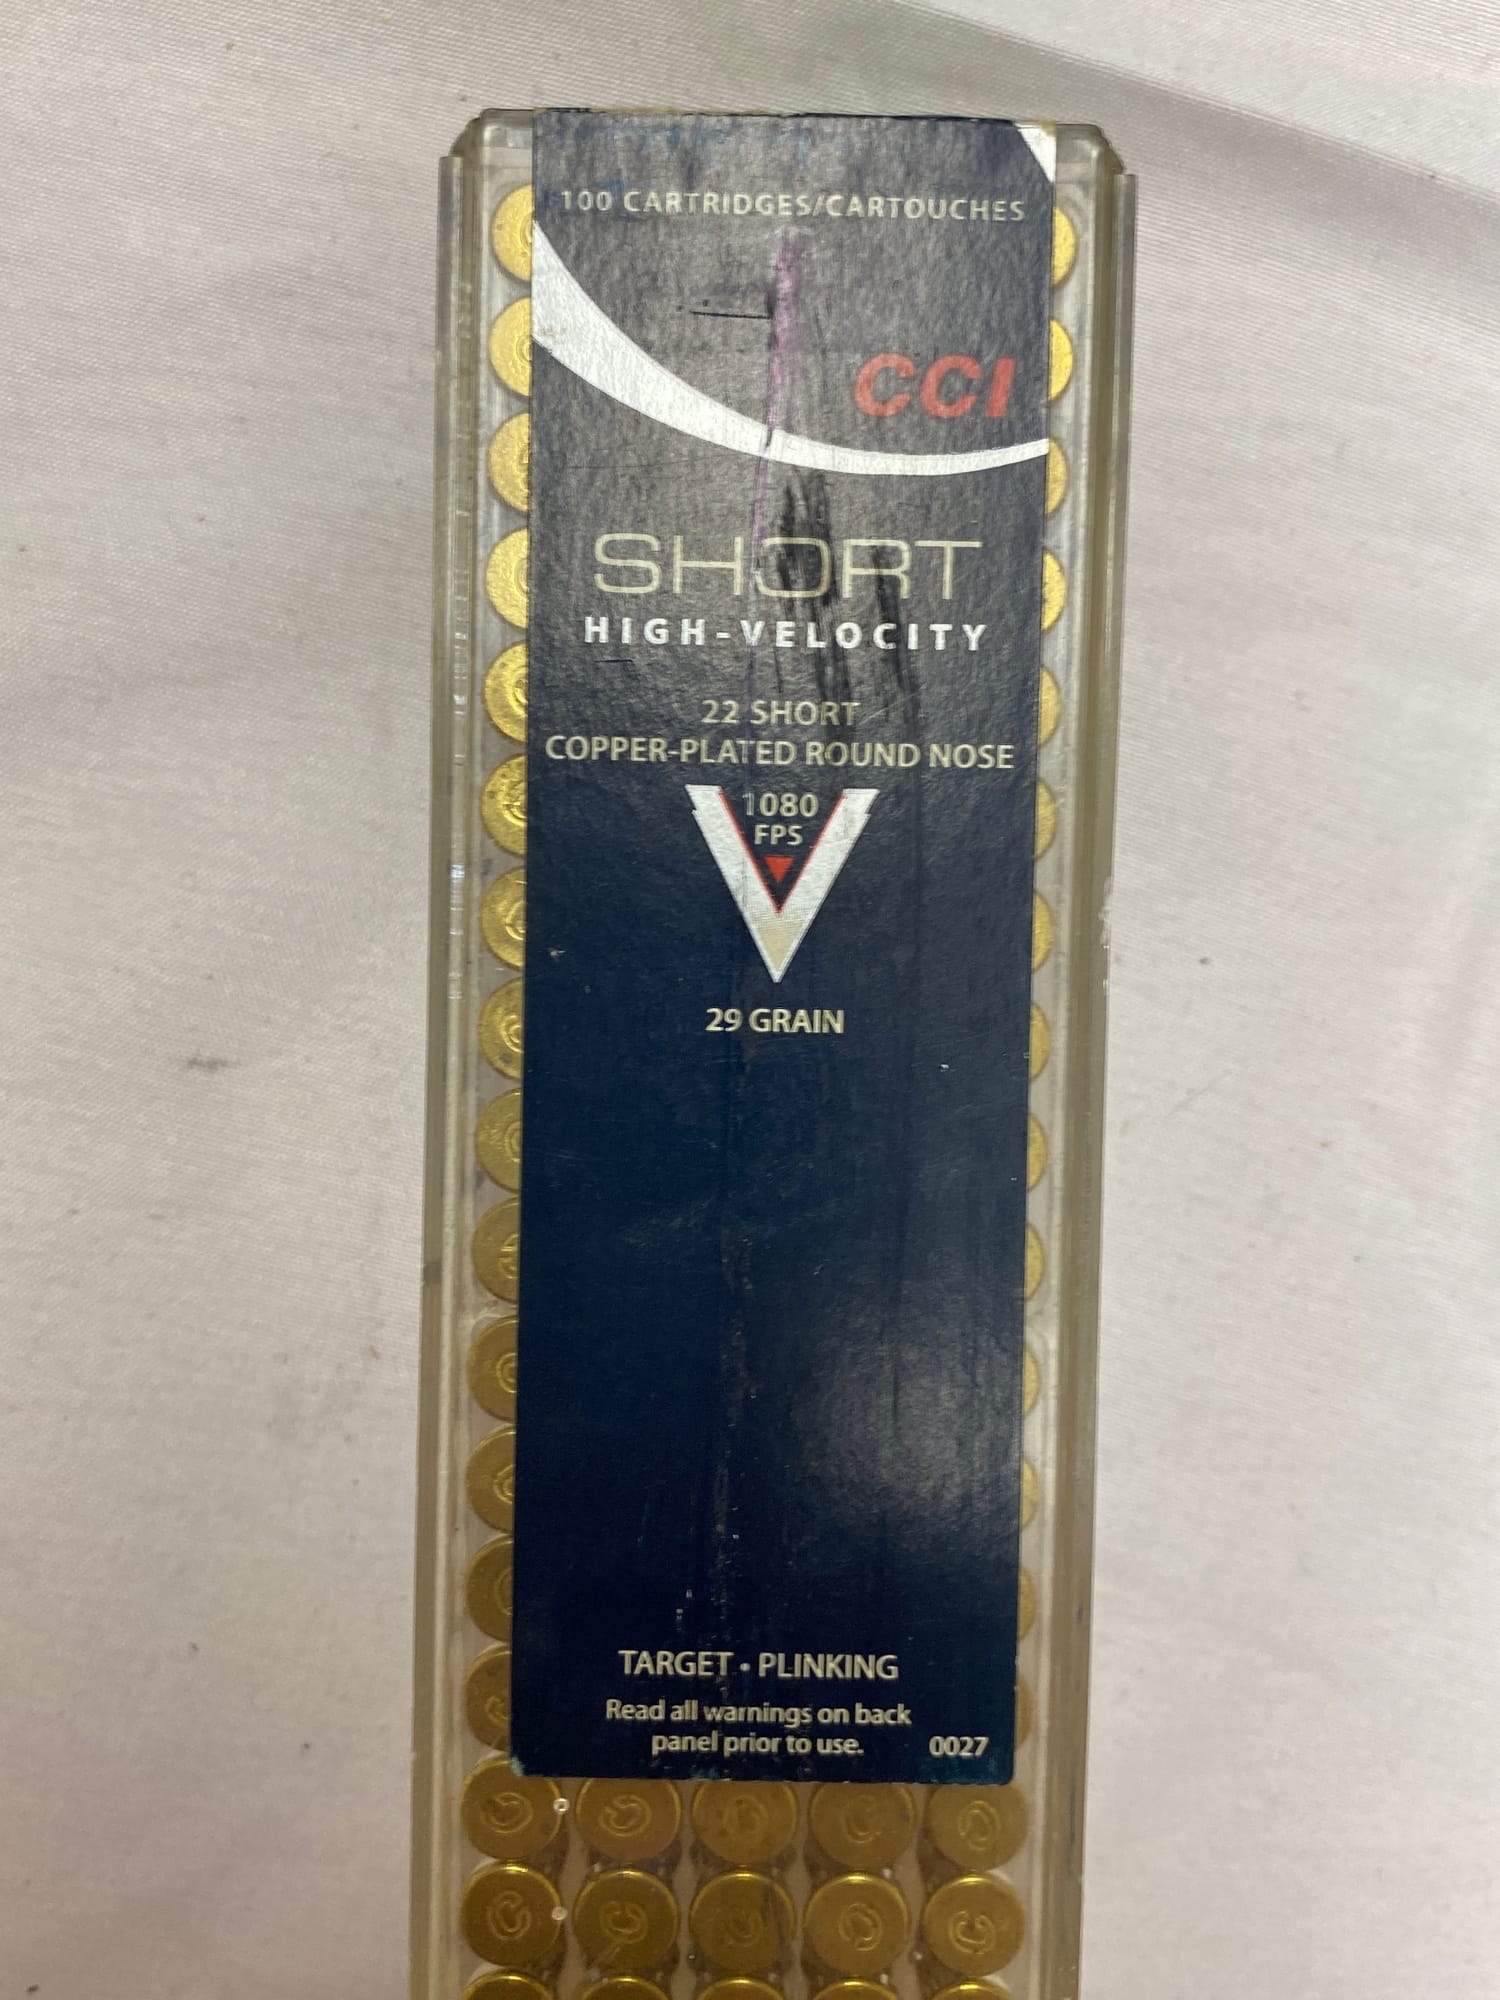 100 CARTRIDGES/CARTOUCHES
CCI
SHORT
HIGH-VELOCITY
22 SHORT
COPPER-PLATED ROUND NOSE
1080
FPS
29 GRAIN
TARGET • PLINKING
Read all warnings on back
panel prior to use.
0027